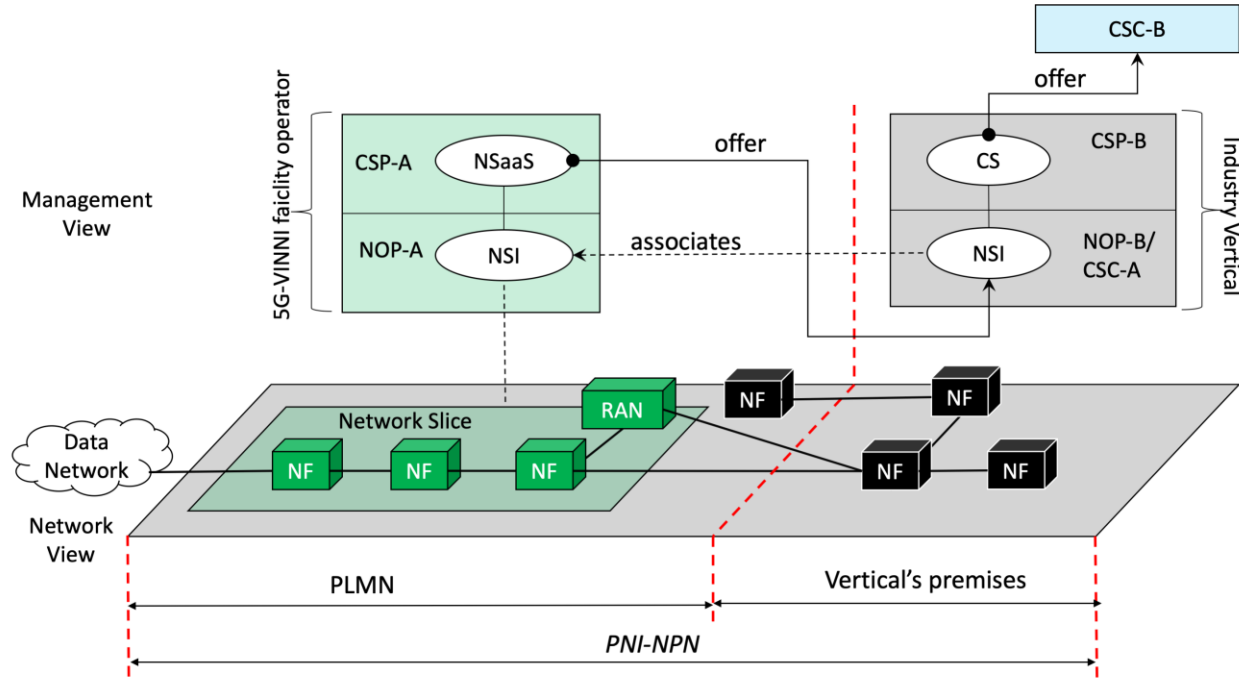 CSC-B
offer
5G-VINNI faiclity operator
CSP-A
NSaaS
offer
CS
CSP-B
Management
View
NOP-A
NSI
associates
NSI
NOP-B/
CSC-A
Industry Vertical
Network Slice
RAN
NF
NF
Data
Network
NF
NF
NF
NF
NF
Network
View
PLMN
Vertical's premises
PNI-NPN